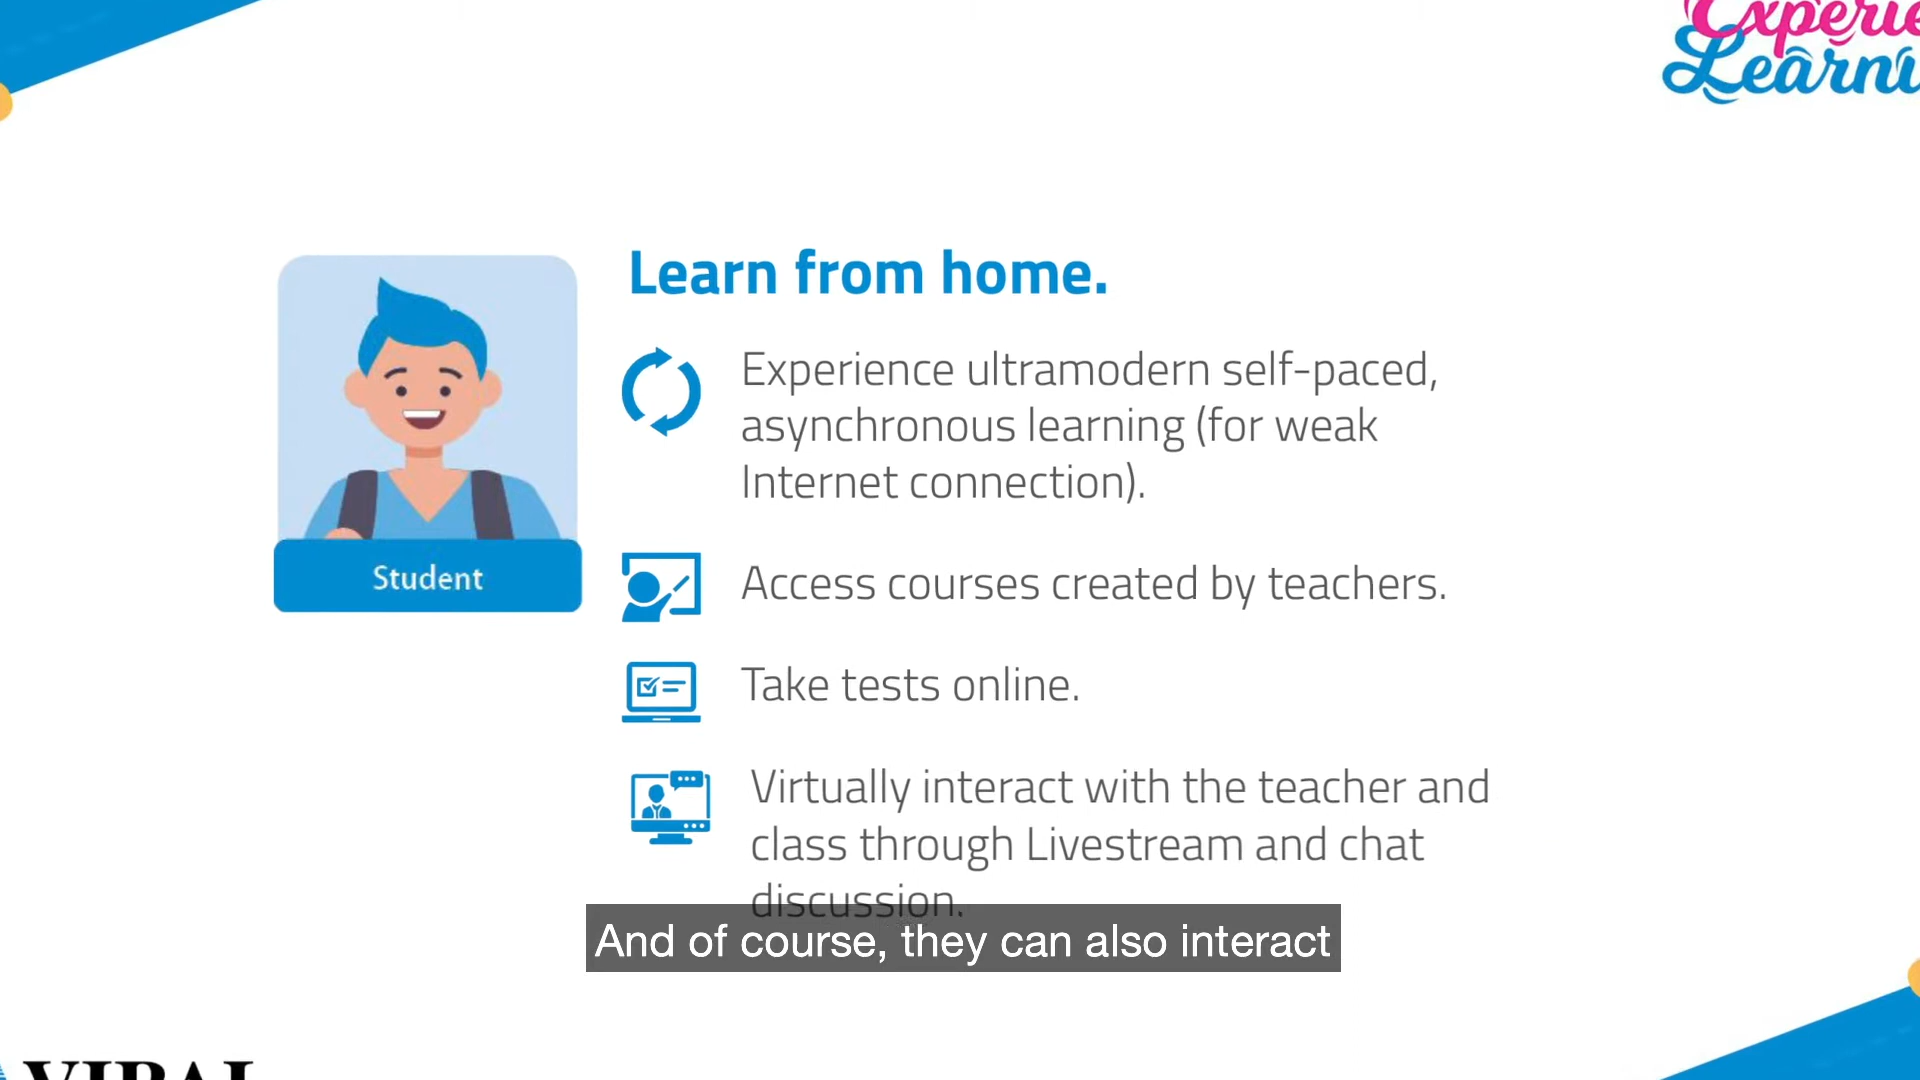 Learn from home.
Experience ultramodern self-paced,
asynchronous learning (for weak
Internet connection).
Student
Access courses created by teachers.
Take tests online.
Virtually interact with the teacher and
class through Livestream and chat
discussion.
And of course, they can also interact